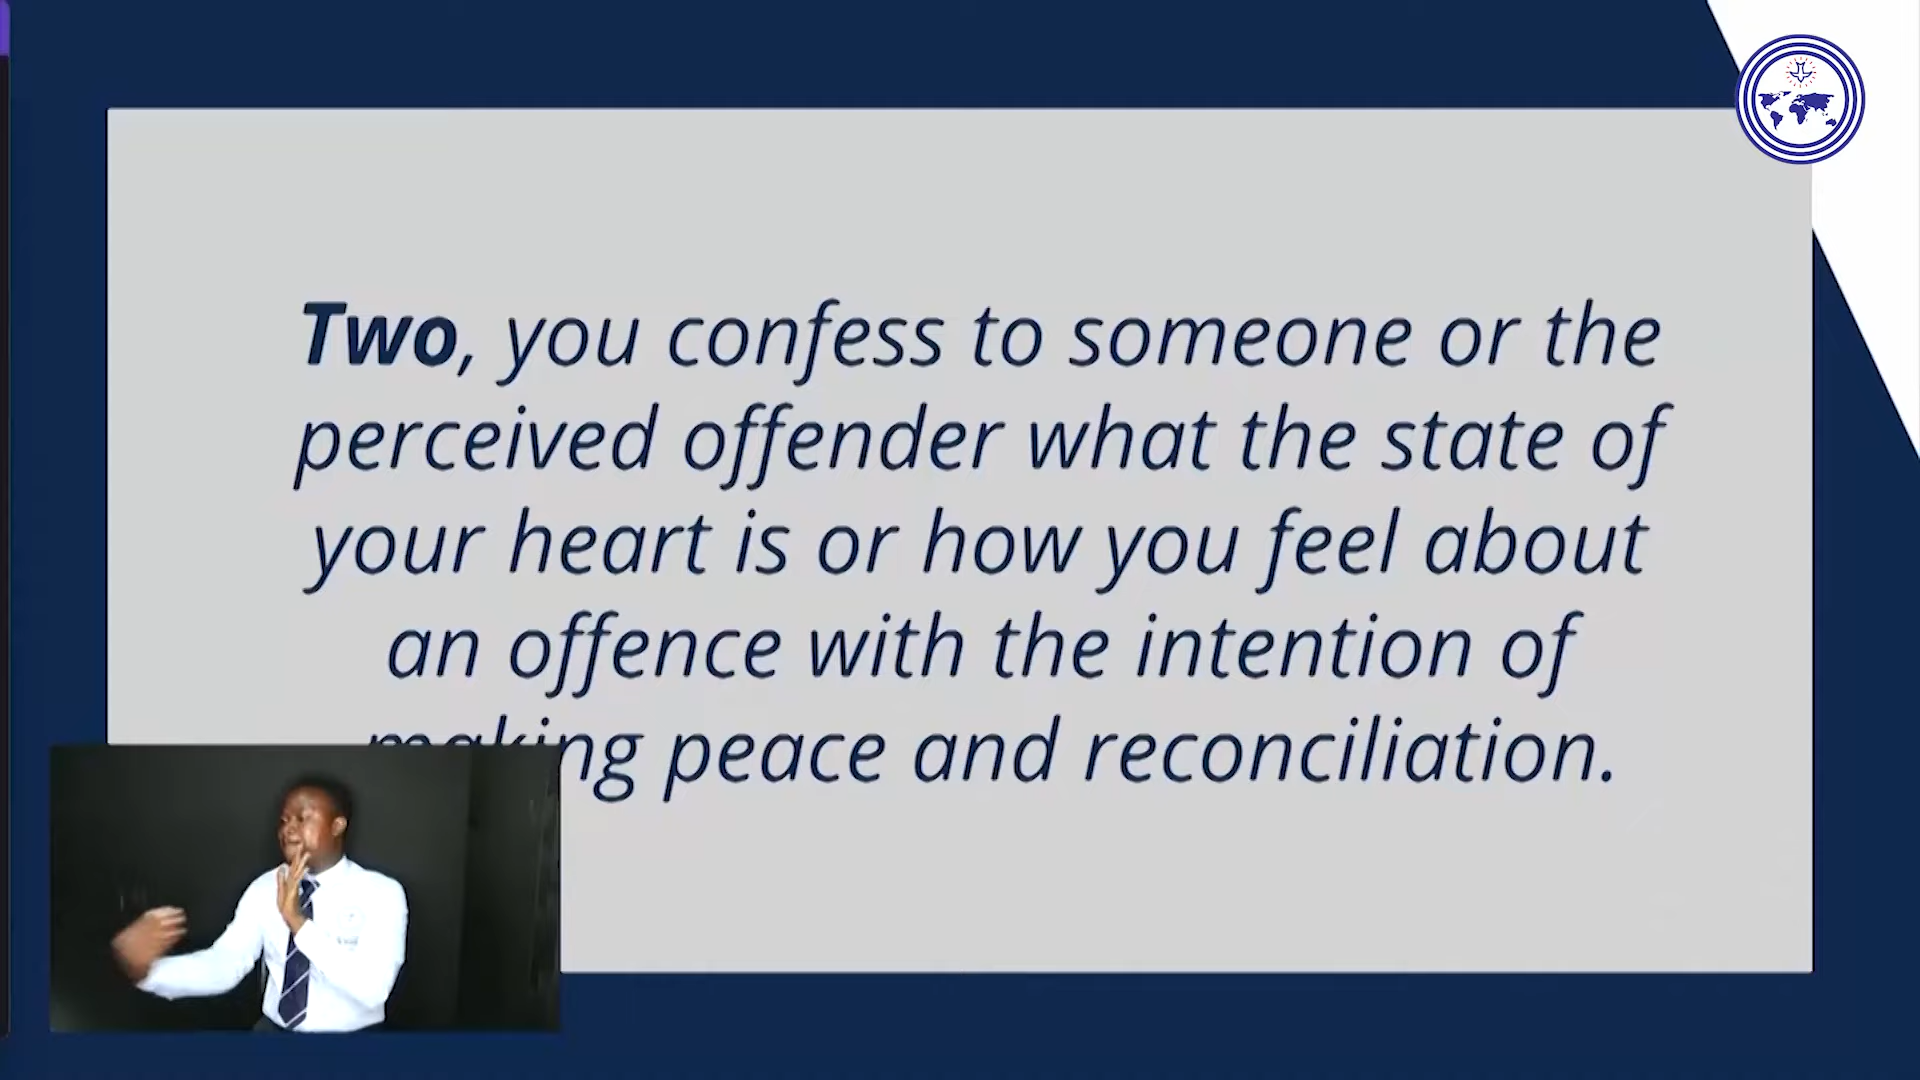 Two, you confess to someone or the
perceived offender what the state of
your heart is or how you feel about
an offence with the intention of
making peace and reconciliation.